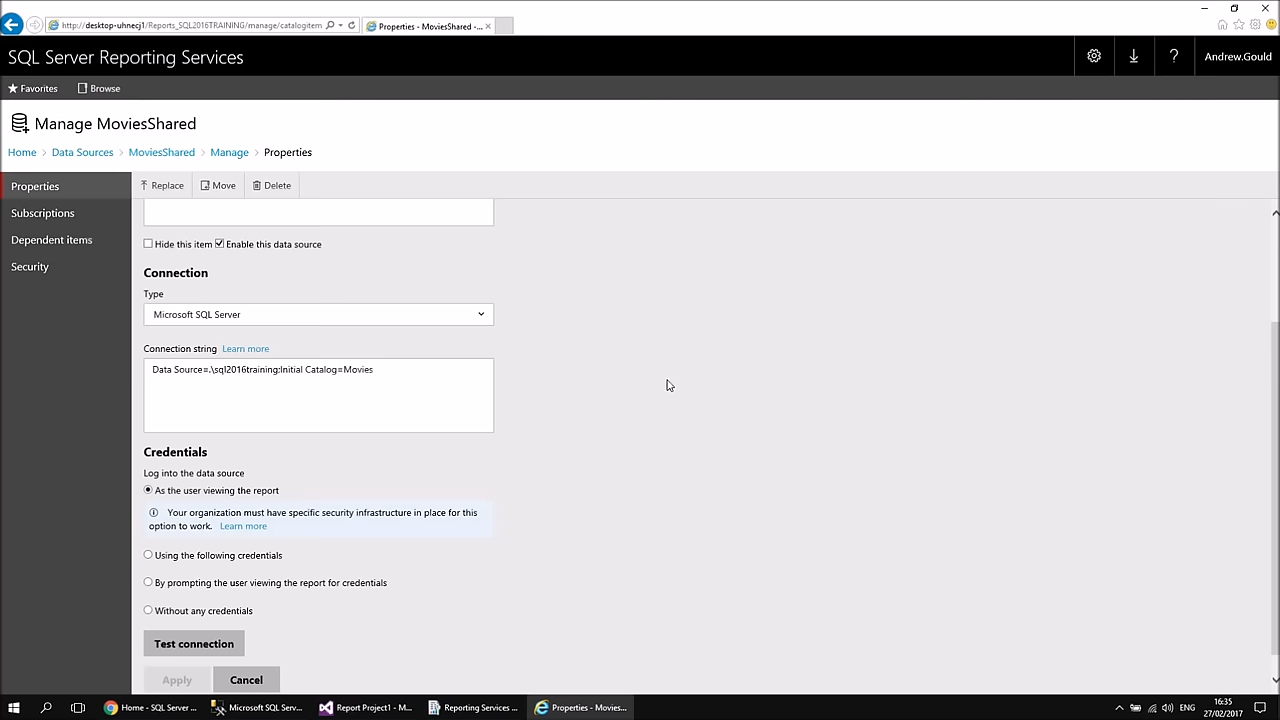 http://desktop-uhnecj1/Reports_SQL2016TRAINING/manage/catalogitem
Properties - MoviesShared -...
SQL Server Reporting Services
Andrew.Gould
Favorites
Browse
Manage MoviesShared
Home > Data Sources > MoviesShared > Manage > Properties
Properties
Replace
Move
Delete
Subscriptions
Dependent items
Security
Hide this item
Enable this data source
Connection
Type
Microsoft SQL Server
Connection string Learn more
Data Source=.\sql2016training;Initial Catalog=Movies
Credentials
Log into the data source
As the user viewing the report
Your organization must have specific security infrastructure in place for this
option to work. Learn more
Using the following credentials
By prompting the user viewing the report for credentials
Without any credentials
Test connection
Apply
Cancel
Home - SQL Server ...
Microsoft SQL Serv...
Report Project1 - M...
Reporting Services ...
Properties - Movies...
ENG
16:35
27/02/2017